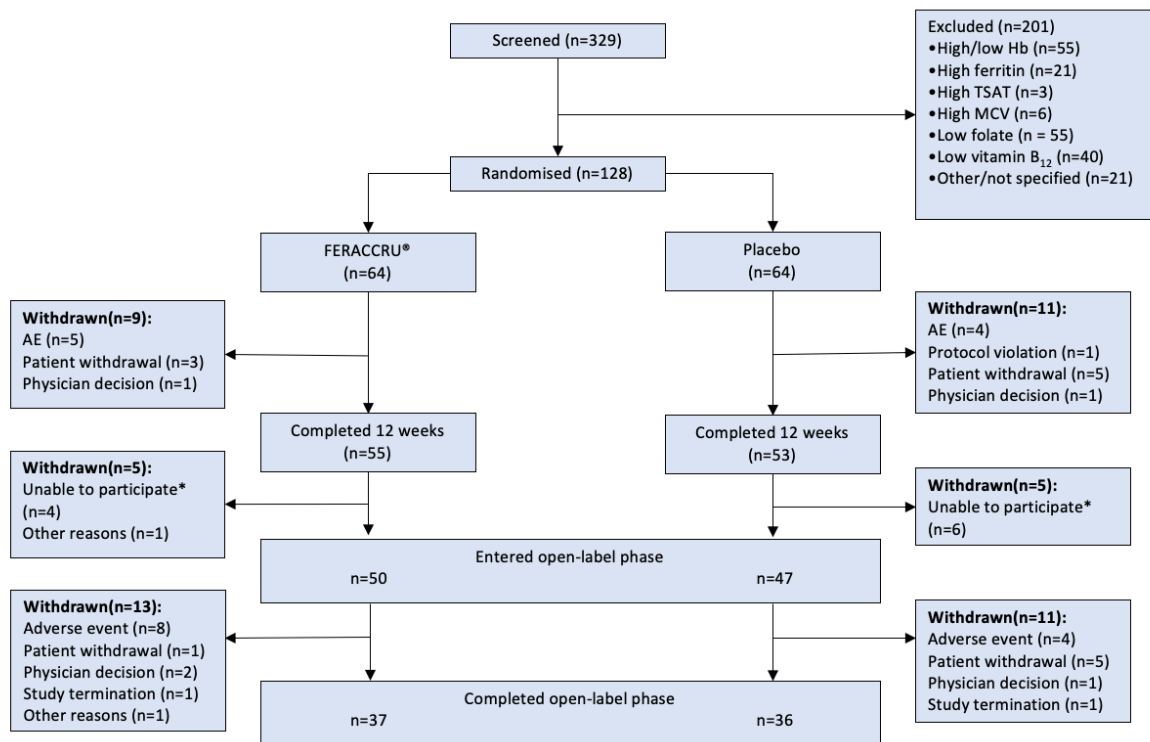 Screened (n=329)
Excluded (n=201)
•High/low Hb (n=55)
•High ferritin (n=21)
•High TSAT (n=3)
•High MCV (n=6)
•Low folate (n = 55)
•Low vitamin B₁₂ (n=40)
•Other/not specified (n=21)
Randomised (n=128)
FERACCRU®
(n=64)
Placebo
(n=64)
Withdrawn(n=9):
AE (n=5)
Patient withdrawal (n=3)
Physician decision (n=1)
Withdrawn(n=11):
AE (n=4)
Protocol violation (n=1)
Patient withdrawal (n=5)
Physician decision (n=1)
Completed 12 weeks
(n=55)
Completed 12 weeks
(n=53)
Withdrawn(n=5):
Unable to participate*
(n=4)
Other reasons (n=1)
Withdrawn(n=5):
Unable to participate*
(n=6)
Entered open-label phase
n=50 n=47
Withdrawn(n=13):
Adverse event (n=8)
Patient withdrawal (n=1)
Physician decision (n=2)
Study termination (n=1)
Other reasons (n=1)
Withdrawn(n=11):
Adverse event (n=4)
Patient withdrawal (n=5)
Physician decision (n=1)
Study termination (n=1)
Completed open-label phase
n=37 n=36